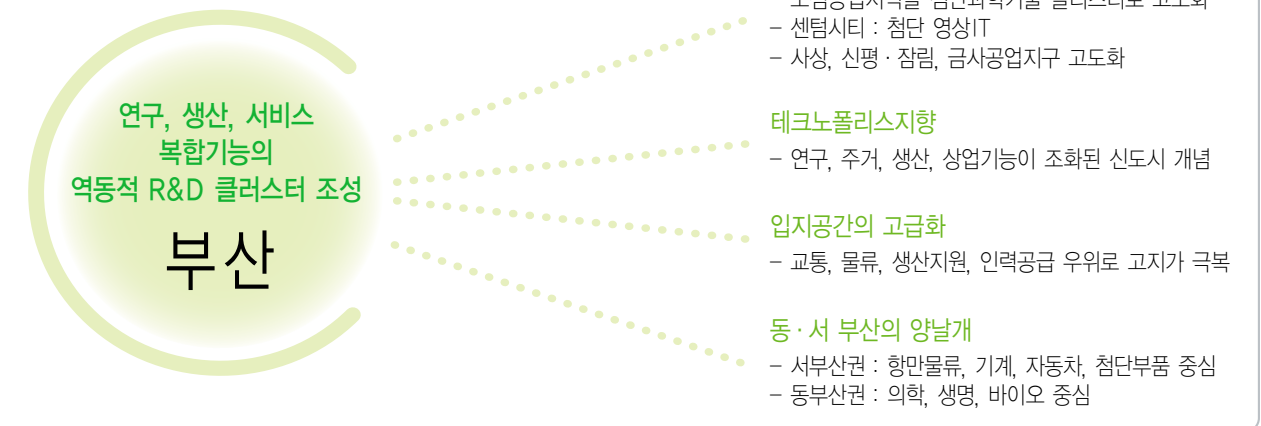 연구, 생산, 서비스
복합기능의
역동적 R&D 클러스터 조성
부산
– 센텀시티 : 첨단 영상IT
– 사상, 신평·잠림, 금사공업지구 고도화
테크노폴리스지향
– 연구, 주거, 생산, 상업기능이 조화된 신도시 개념
입지공간의 고급화
– 교통, 물류, 생산지원, 인력공급 우위로 고지가 극복
동·서 부산의 양날개
– 서부산권 : 항만물류, 기계, 자동차, 첨단부품 중심
– 동부산권 : 의학, 생명, 바이오 중심